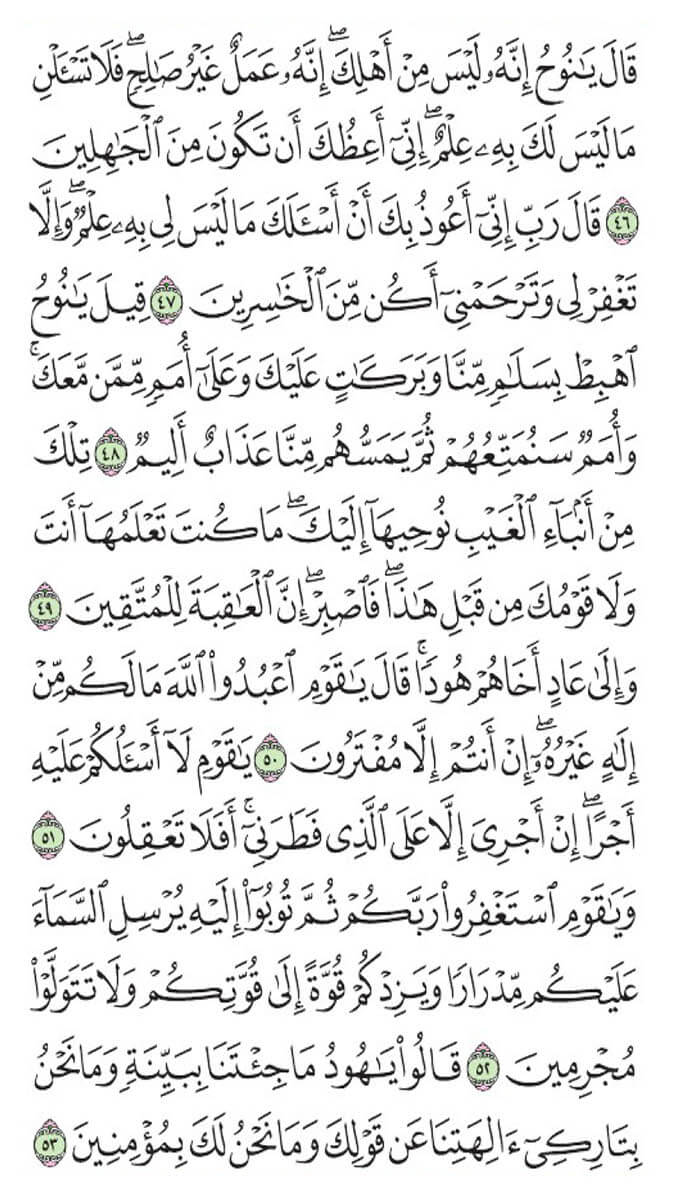 قَالَ يَٰنُوحُ إِنَّهُۥ لَيْسَ مِنْ أَهْلِكَ ۖ إِنَّهُۥ عَمَلٌ غَيْرُ صَٰلِحٍ ۖ فَلَا تَسْـَٔلْنِ
مَا لَيْسَ لَكَ بِهِۦ عِلْمٌ ۖ إِنِّىٓ أَعِظُكَ أَن تَكُونَ مِنَ ٱلْجَٰهِلِينَ
٤٦ قَالَ رَبِّ إِنِّىٓ أَعُوذُ بِكَ أَنْ أَسْـَٔلَكَ مَا لَيْسَ لِى بِهِۦ عِلْمٌ ۖ وَإِلَّا
تَغْفِرْ لِى وَتَرْحَمْنِىٓ أَكُن مِّنَ ٱلْخَٰسِرِينَ ٤٧ قِيلَ يَٰنُوحُ
ٱهْبِطْ بِسَلَٰمٍ مِّنَّا وَبَرَكَٰتٍ عَلَيْكَ وَعَلَىٰٓ أُمَمٍ مِّمَّن مَّعَكَ ۚ
وَأُمَمٌ سَنُمَتِّعُهُمْ ثُمَّ يَمَسُّهُم مِّنَّا عَذَابٌ أَلِيمٌ ٤٨ تِلْكَ
مِنْ أَنۢبَآءِ ٱلْغَيْبِ نُوحِيهَآ إِلَيْكَ ۖ مَا كُنتَ تَعْلَمُهَآ أَنتَ
وَلَا قَوْمُكَ مِن قَبْلِ هَٰذَا ۖ فَٱصْبِرْ ۖ إِنَّ ٱلْعَٰقِبَةَ لِلْمُتَّقِينَ ٤٩
وَإِلَىٰ عَادٍ أَخَاهُمْ هُودًا ۚ قَالَ يَٰقَوْمِ ٱعْبُدُوا۟ ٱللَّهَ مَا لَكُم مِّنْ
إِلَٰهٍ غَيْرُهُۥٓ ۖ إِنْ أَنتُمْ إِلَّا مُفْتَرُونَ ٥٠ يَٰقَوْمِ لَآ أَسْـَٔلُكُمْ عَلَيْهِ
أَجْرًا ۖ إِنْ أَجْرِىَ إِلَّا عَلَى ٱلَّذِى فَطَرَنِىٓ ۚ أَفَلَا تَعْقِلُونَ ٥١
وَيَٰقَوْمِ ٱسْتَغْفِرُوا۟ رَبَّكُمْ ثُمَّ تُوبُوٓا۟ إِلَيْهِ يُرْسِلِ ٱلسَّمَآءَ
عَلَيْكُم مِّدْرَارًا وَيَزِدْكُمْ قُوَّةً إِلَىٰ قُوَّتِكُمْ وَلَا تَتَوَلَّوْا۟
مُجْرِمِينَ ٥٢ قَالُوا۟ يَٰهُودُ مَا جِئْتَنَا بِبَيِّنَةٍ وَمَا نَحْنُ
بِتَارِكِىٓ ءَالِهَتِنَا عَن قَوْلِكَ وَمَا نَحْنُ لَكَ بِمُؤْمِنِينَ ٥٣